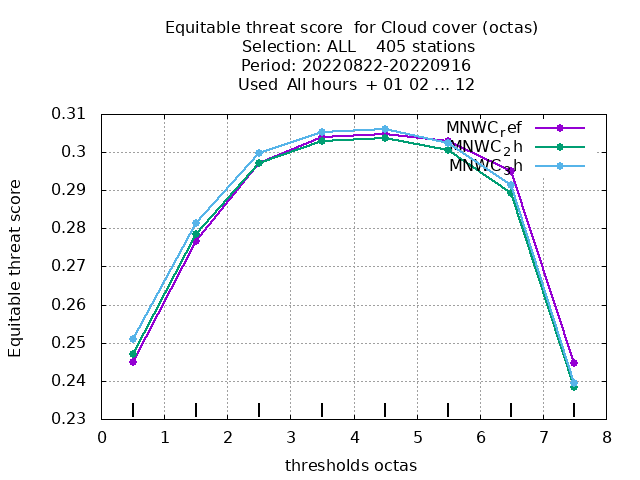 Equitable threat score for Cloud cover (octas)
Selection: ALL 405 stations
Period: 20220822-20220916
Used All hours + 01 02 ... 12
0.31
0.3
0.29
0.28
0.27
0.26
0.25
0.24
0.23
Equitable threat score
MNWC_ref
MNWC_2h
MNWC_3h
0 1 2 3 4 5 6 7 8
thresholds octas